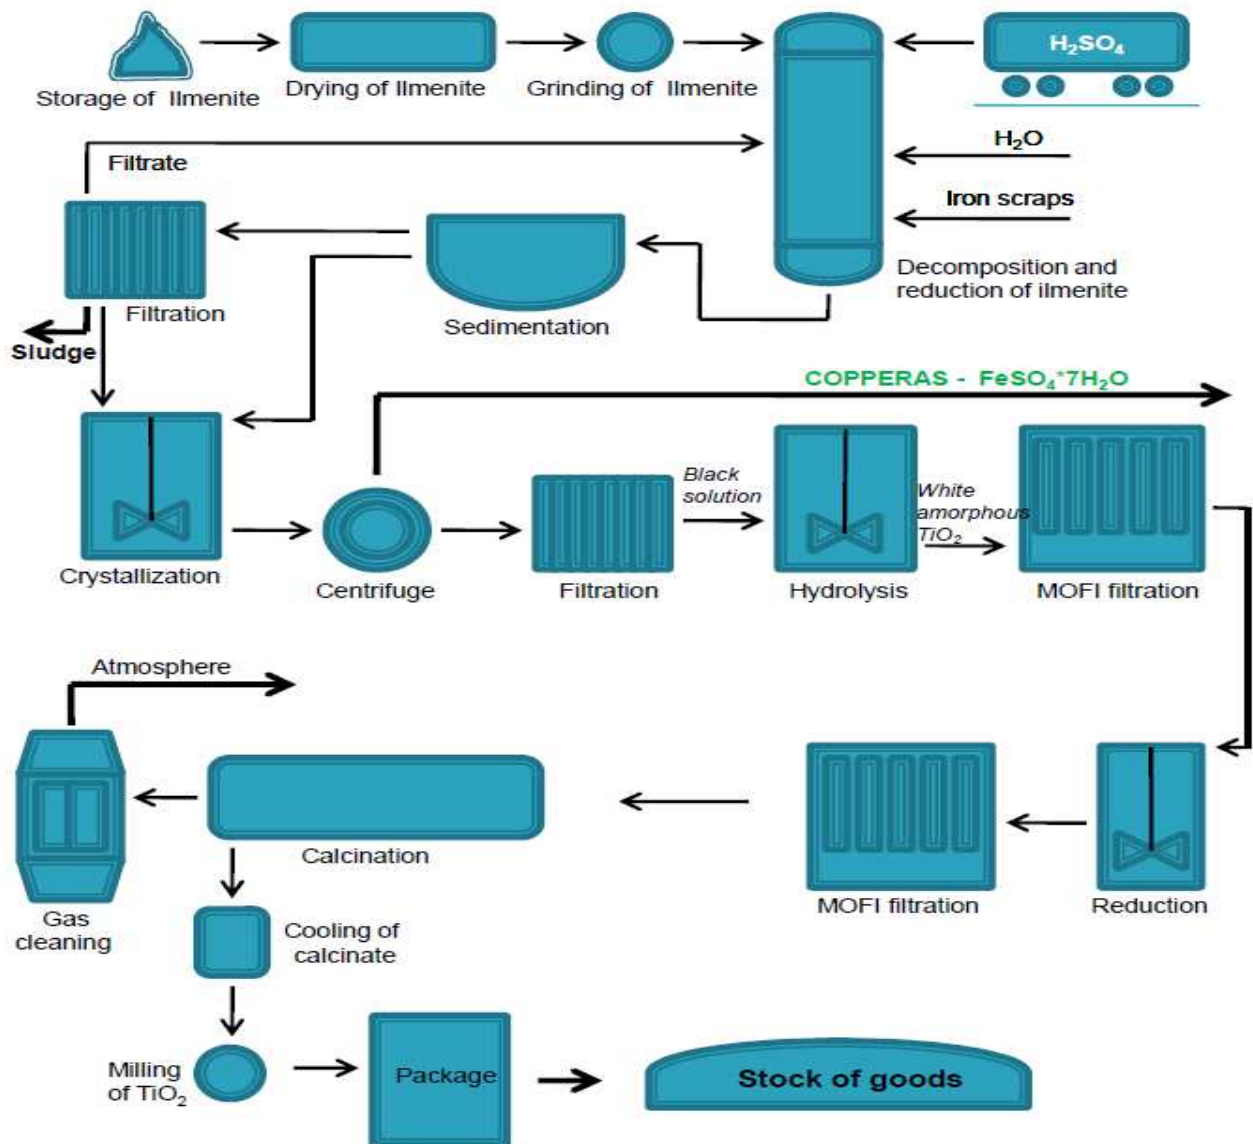 H₂SO₄
Storage of Ilmenite
Drying of Ilmenite
Grinding of Ilmenite
Filtrate
H₂O
Iron scraps
Decomposition and
reduction of ilmenite
Filtration
Sedimentation
Sludge
COPPERAS - FeSO₄*7H₂O
Black
solution
White
amorphous
TiO₂
Crystallization
Centrifuge
Filtration
Hydrolysis
MOFI filtration
Atmosphere
Calcination
MOFI filtration
Reduction
Gas
cleaning
Cooling of
calcinate
Milling
of TiO₂
Package
Stock of goods